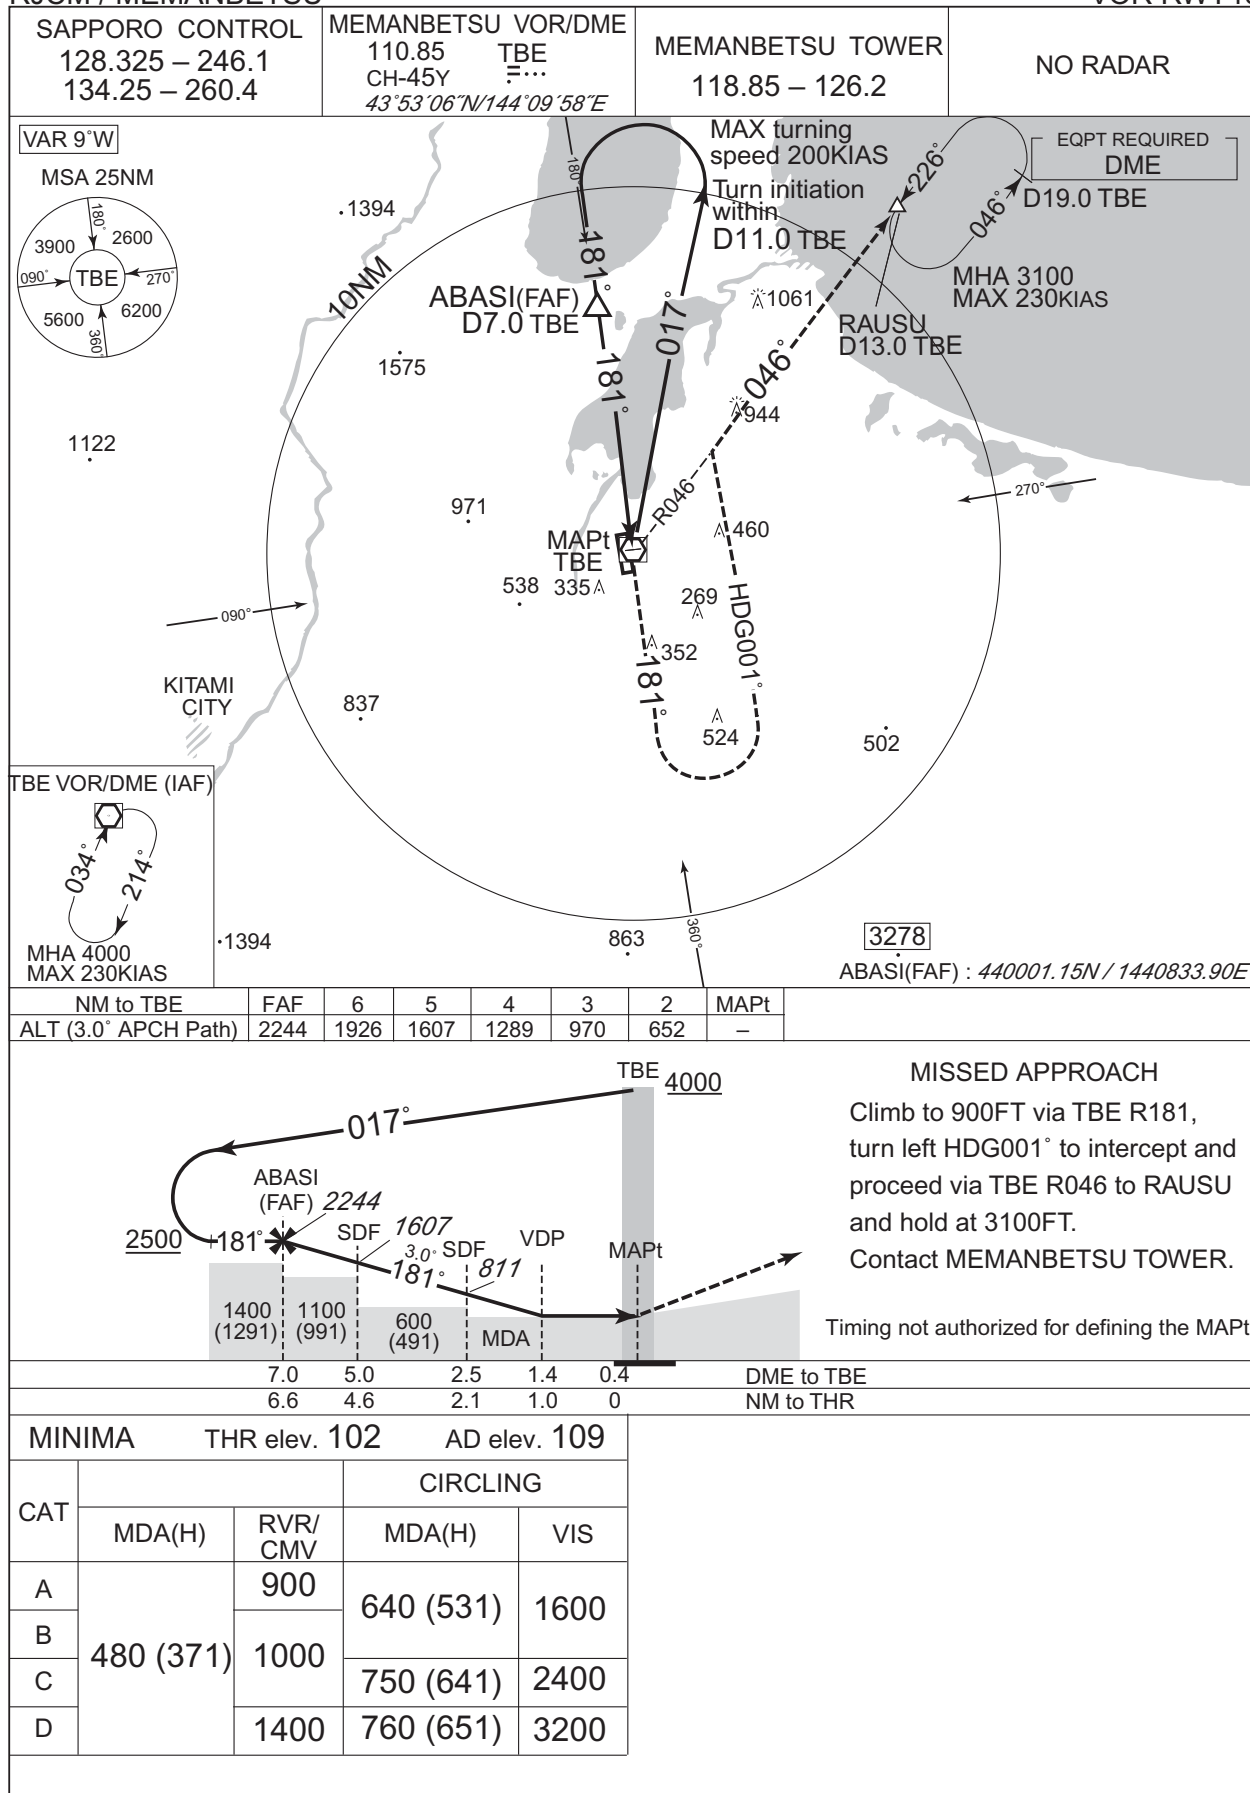 SAPPORO CONTROL
128.325 – 246.1
134.25 – 260.4
MEMANBETSU VOR/DME
110.85 TBE
CH-45Y
43°53´06˝N/144°09´58˝E
MEMANBETSU TOWER
118.85 – 126.2
NO RADAR
VAR 9°W
MSA 25NM
180°
3900
2600
090°
TBE
270°
5600
6200
360°
1394
10NM
180°
MAX turning
speed 200KIAS
Turn initiation
within
D11.0 TBE
EQPT REQUIRED
DME
226°
046°
D19.0 TBE
MHA 3100
MAX 230KIAS
RAUSU
D13.0 TBE
181°
ABASI(FAF)
D7.0 TBE
017°
1061
046°
1575
181°
944
1122
270°
971
R046
MAPt
TBE
460
538
335
269
HDG001°
090°
352
181°
KITAMI
CITY
837
524
502
TBE VOR/DME (IAF)
034°
214°
MHA 4000
MAX 230KIAS
1394
863
360°
3278
ABASI(FAF) : 440001.15N / 1440833.90E
NM to TBE FAF 6 5 4 3 2 MAPt
ALT (3.0° APCH Path) 2244 1926 1607 1289 970 652 –
TBE
4000
017°
ABASI
(FAF)
2244
2500
181°
SDF
1607
3.0°
181°
SDF
811
VDP
MAPt
1400
(1291)
1100
(991)
600
(491)
MDA
MISSED APPROACH
Climb to 900FT via TBE R181,
turn left HDG001° to intercept and
proceed via TBE R046 to RAUSU
and hold at 3100FT.
Contact MEMANBETSU TOWER.
Timing not authorized for defining the MAPt
7.0 5.0 2.5 1.4 0.4 DME to TBE
6.6 4.6 2.1 1.0 0 NM to THR
MINIMA THR elev. 102 AD elev. 109
CAT
CIRCLING
MDA(H) RVR/
CMV
MDA(H) VIS
A 900
640 (531) 1600
B
480 (371) 1000
C 750 (641) 2400
D 1400 760 (651) 3200